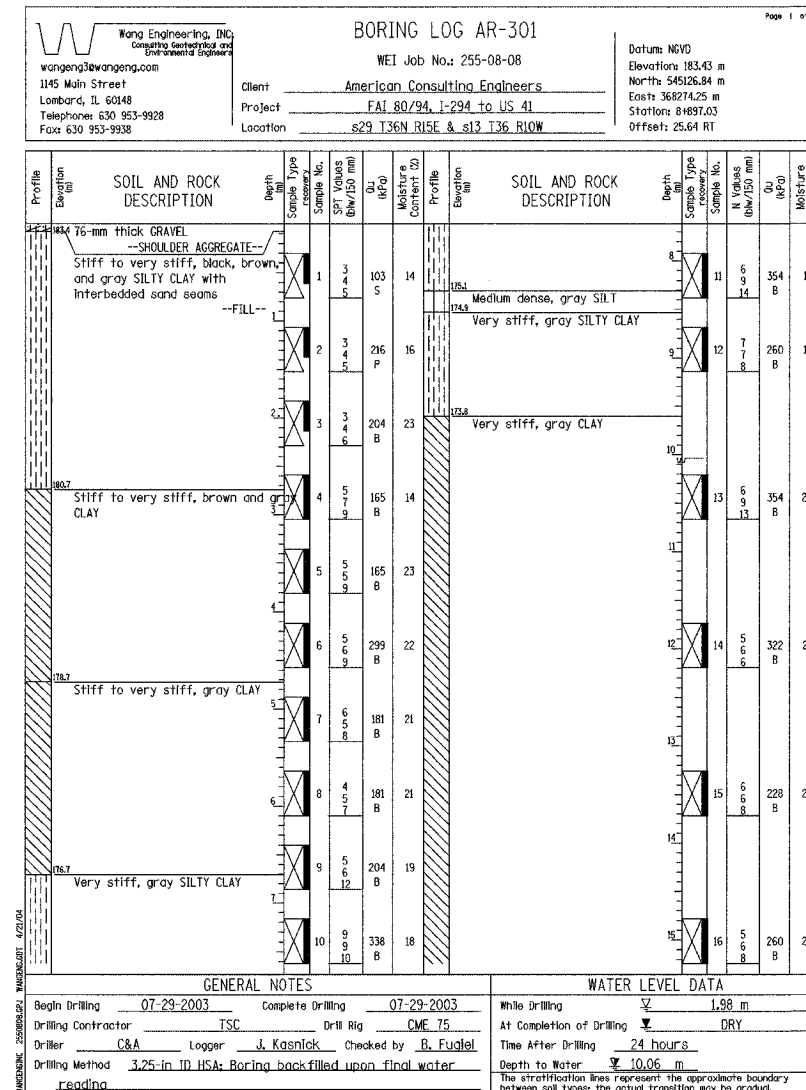 Page 1 of
Wang Engineering, INC.
Consulting Geotechnical and
Environmental Engineers
wangeng3@wangeng.com
1145 Main Street
Lombard, IL 60148
Telephone: 630 953-9928
Fax: 630 953-9938
BORING LOG AR-301
WEI Job No.: 255-08-08
Client American Consulting Engineers
Project FAI 80/94, I-294 to US 41
Location s29 T36N R15E & s13 T36 R10W
Datum: NGVD
Elevation: 183.43 m
North: 545126.84 m
East: 368274.25 m
Station: 8+897.03
Offset: 25.64 RT
Profile Elevation (m) SOIL AND ROCK DESCRIPTION Depth (m) Sample Type recovery Sample No. SPT Values (blw/150 mm) Qu (kPa) Moisture Content (%)
Profile Elevation (m) SOIL AND ROCK DESCRIPTION Depth (m) Sample Type recovery Sample No. N Values (blw/150 mm) Qu (kPa) Moisture
183.4 76-mm thick GRAVEL
--SHOULDER AGGREGATE--
Stiff to very stiff, black, brown,
and gray SILTY CLAY with
interbedded sand seams
--FILL--
1 3 4 5 103 S 14
1
2 3 4 5 216 P 16
2
3 3 4 6 204 B 23
180.7
Stiff to very stiff, brown and gray
CLAY
4 5 7 9 165 B 14
3
5 5 5 9 165 B 23
4
6 5 6 9 299 B 22
178.7
Stiff to very stiff, gray CLAY
5
7 6 5 8 181 B 21
6
8 4 5 7 181 B 21
9 5 6 12 204 B 19
176.7
Very stiff, gray SILTY CLAY
7
10 9 9 10 338 B 18
8
11 6 9 14 354 B 1
175.1
Medium dense, gray SILT
174.9
Very stiff, gray SILTY CLAY
9
12 7 7 8 260 B 1
173.8
Very stiff, gray CLAY
10
13 6 9 13 354 B 2
11
12
14 5 6 6 322 B 2
13
15 6 6 8 228 B 2
14
15
16 5 6 8 260 B 2
WANGENGINC 2550808.GPJ WANGENG.GDT 4/21/04
GENERAL NOTES
Begin Drilling 07-29-2003 Complete Drilling 07-29-2003
Drilling Contractor TSC Drill Rig CME 75
Driller C&A Logger J. Kasnick Checked by B. Fugiel
Drilling Method 3.25-in ID HSA; Boring backfilled upon final water
reading
WATER LEVEL DATA
While Drilling 1.98 m
At Completion of Drilling DRY
Time After Drilling 24 hours
Depth to Water 10.06 m
The stratification lines represent the approximate boundary
between soil types; the actual transition may be gradual.